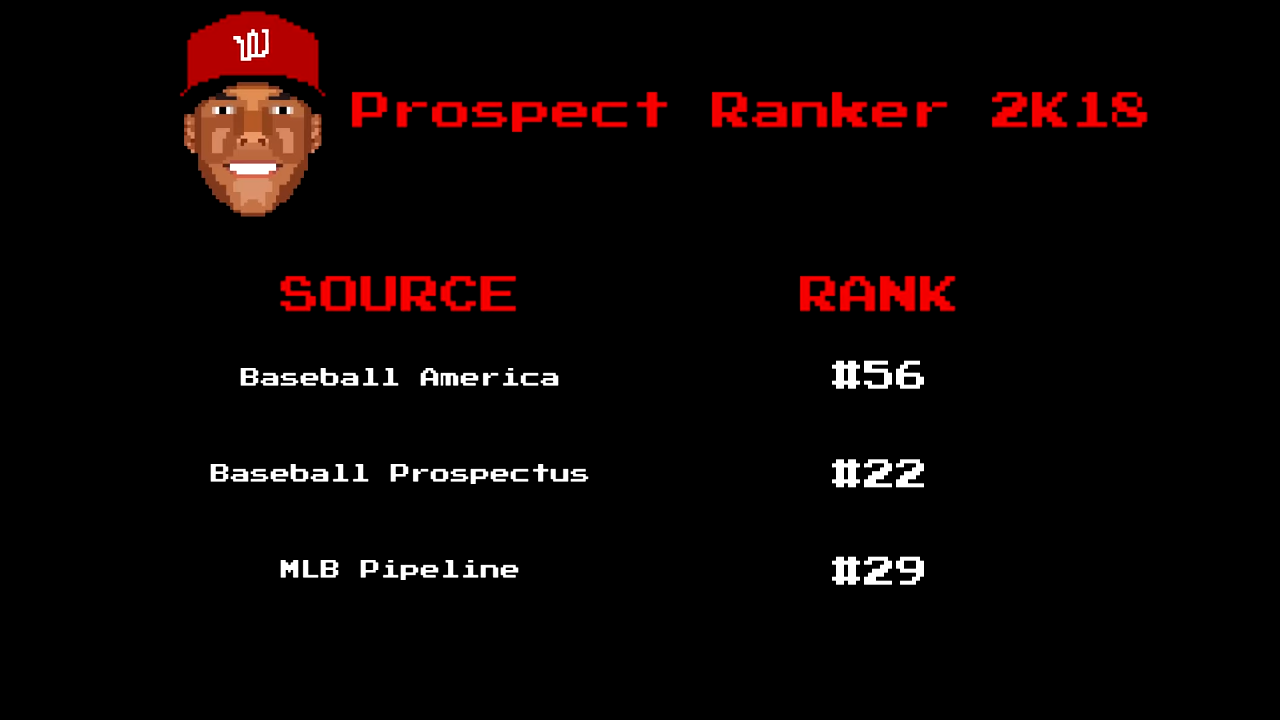 W
Prospect Ranker 2K18
SOURCE RANK
Baseball America #56
Baseball Prospectus #22
MLB Pipeline #29